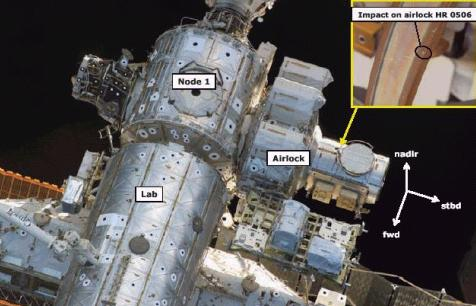 Impact on airlock HR 0506
Node 1
Airlock
nadir
Lab
stbd
fwd